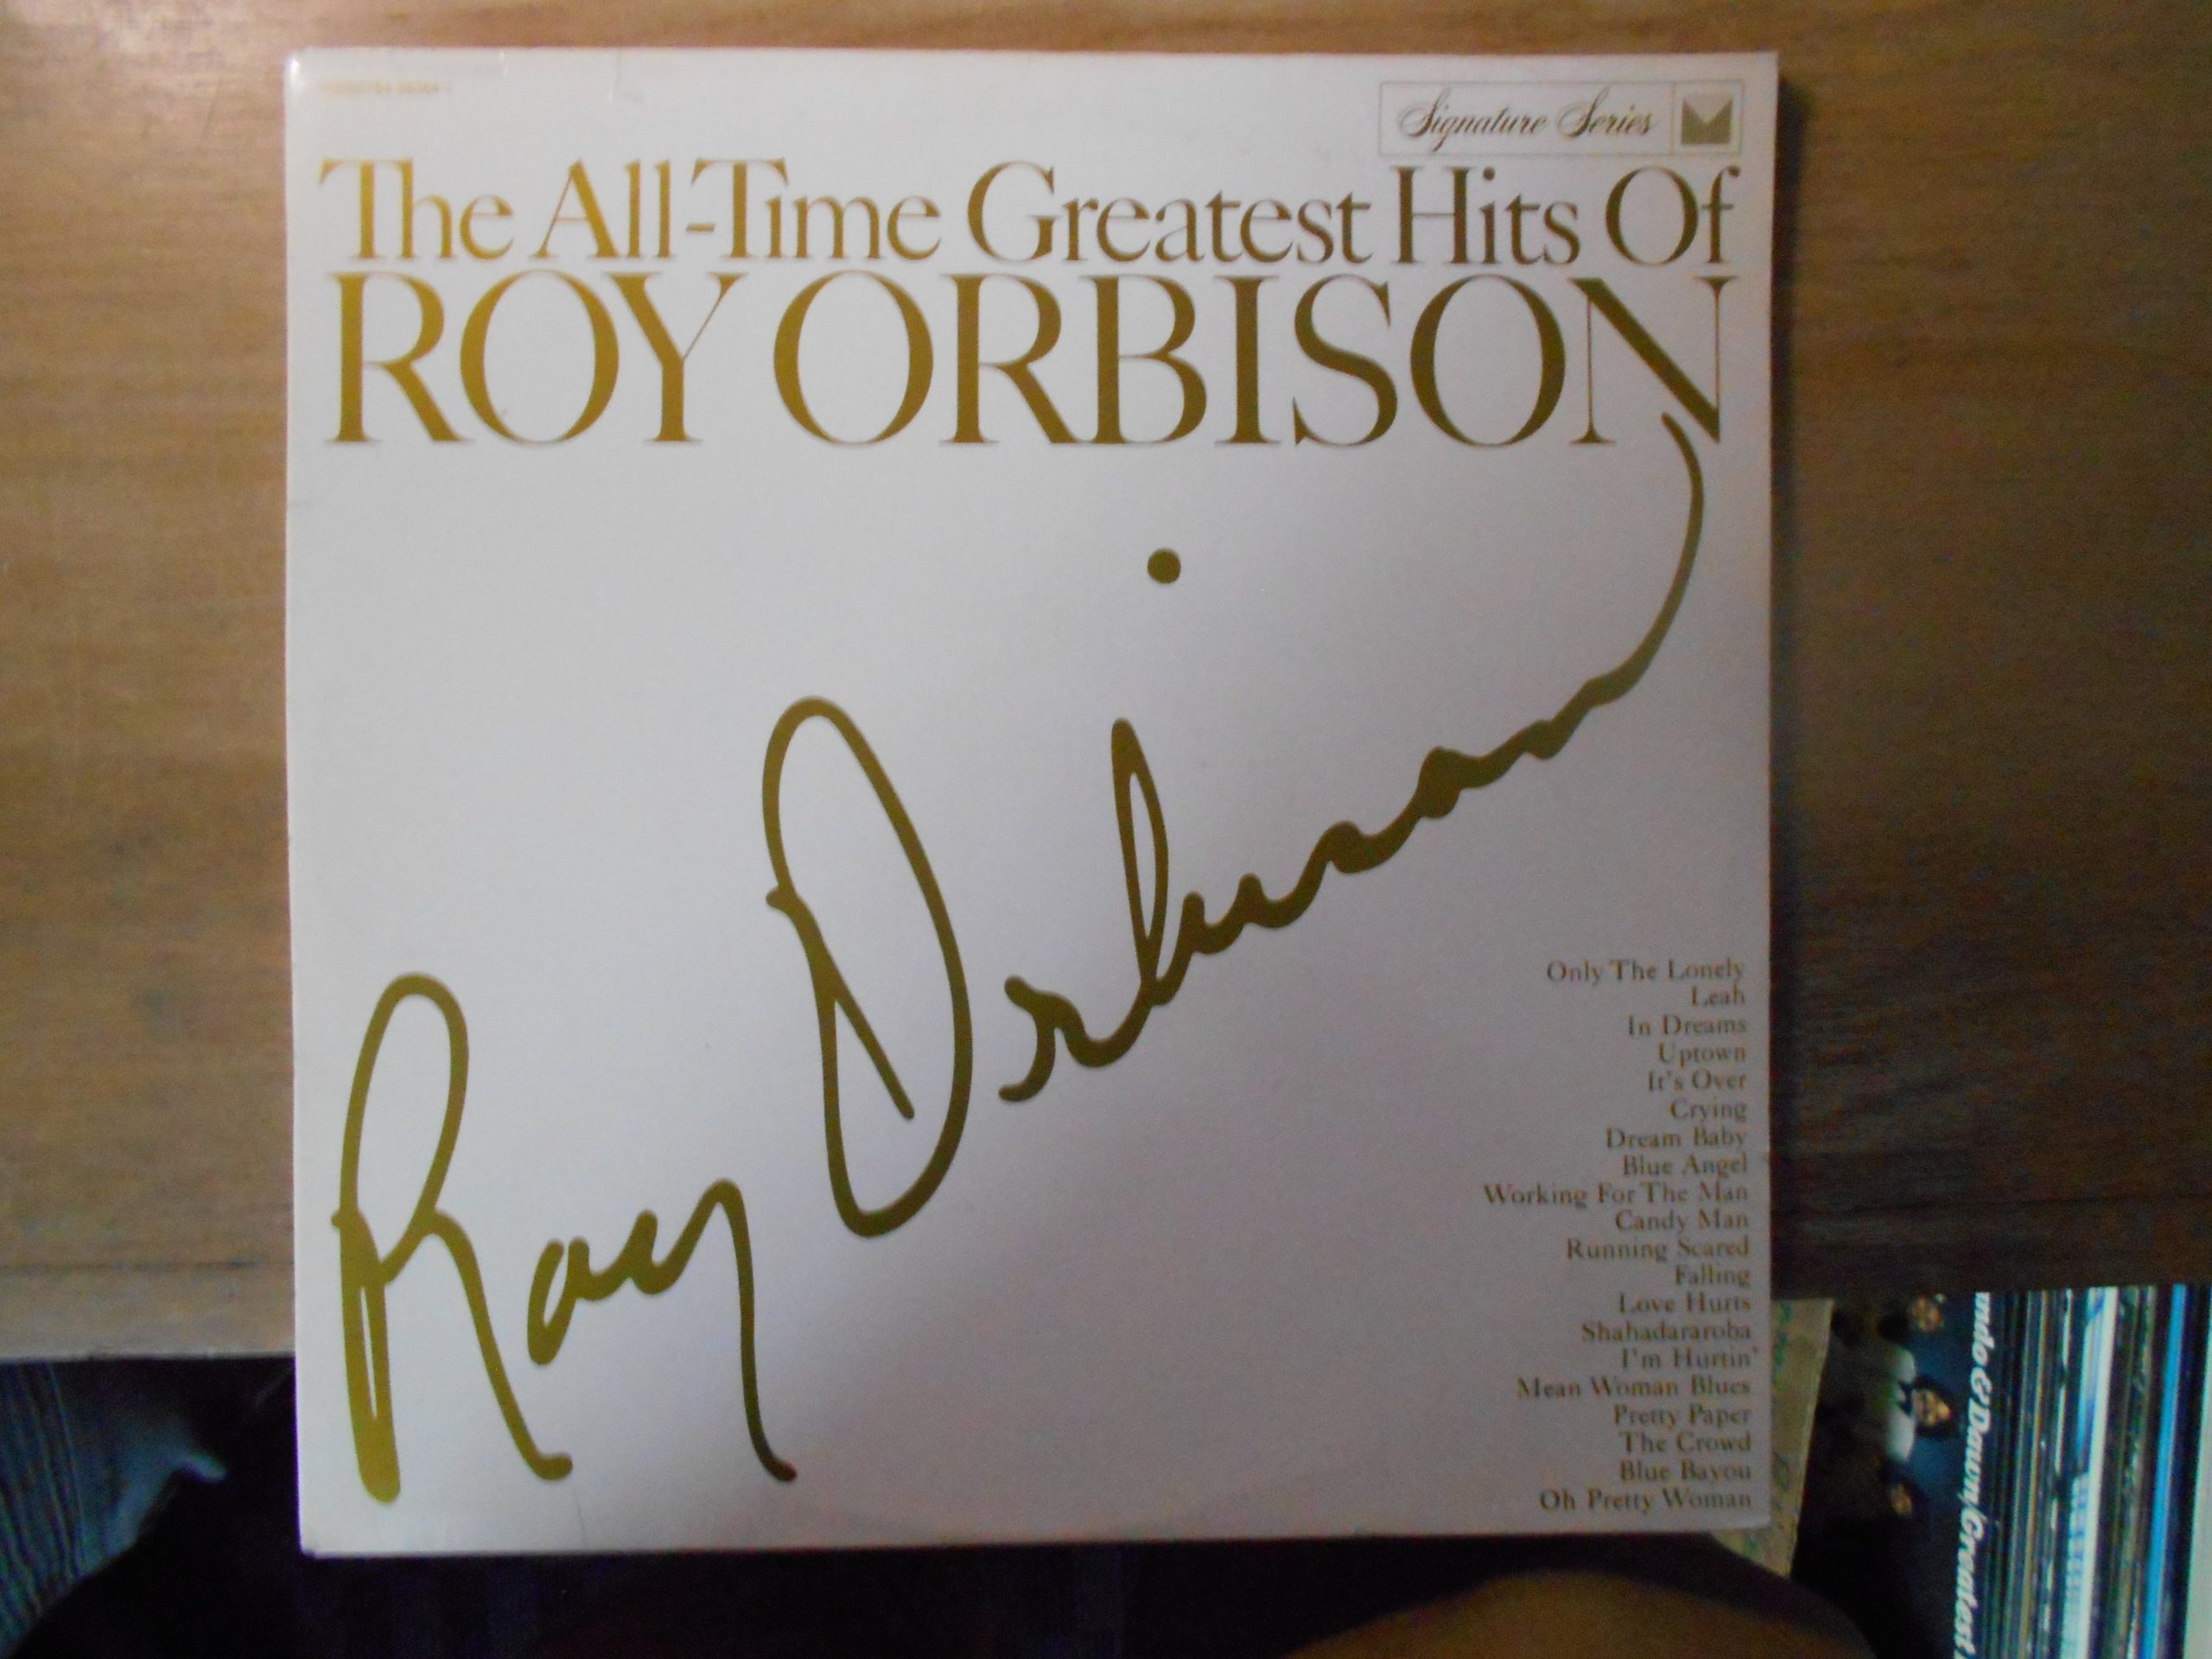 Signature Series
The All-Time Greatest Hits Of
ROY ORBISON
Roy Orbison
Only The Lonely
Leah
In Dreams
Uptown
It's Over
Crying
Dream Baby
Blue Angel
Working For The Man
Candy Man
Running Scared
Falling
Love Hurts
Shahadararoba
I'm Hurtin'
Mean Woman Blues
Pretty Paper
The Crowd
Blue Bayou
Oh Pretty Woman
ando & Dawn/Greatest